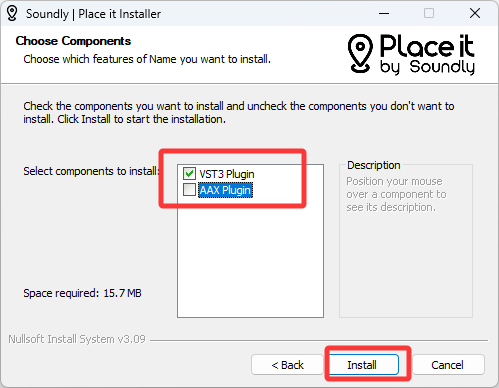 Soundly | Place it Installer
Choose Components
Choose which features of Name you want to install.
Place it
by Soundly
Check the components you want to install and uncheck the components you don't want to
install. Click Install to start the installation.
Select components to install:
VST3 Plugin
AAX Plugin
Description
Position your mouse
over a component to
see its description.
Space required: 15.7 MB
Nullsoft Install System v3.09
< Back
Install
Cancel